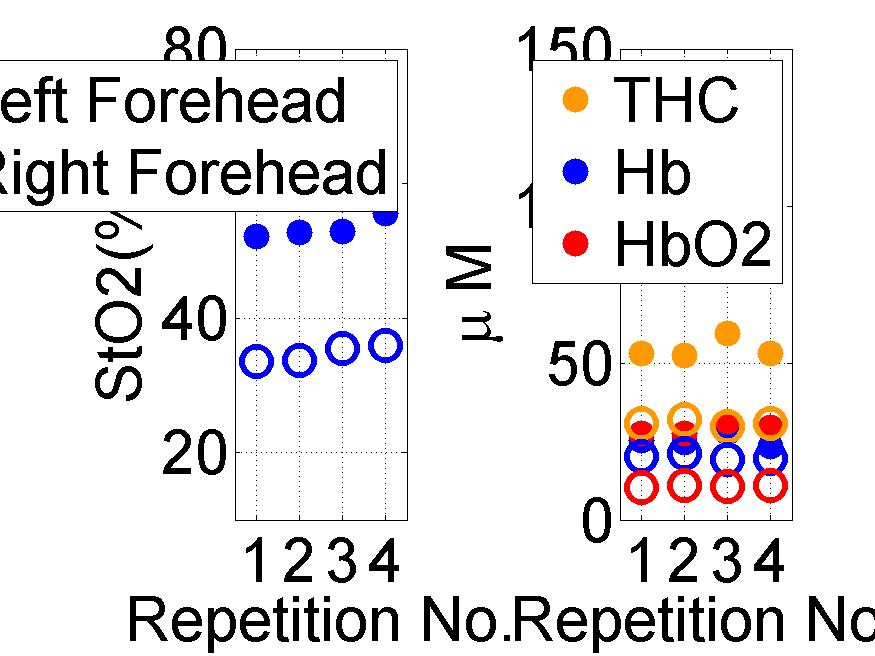 80
eft Forehead
Right Forehead
StO2(%
40
20
1 2 3 4
Repetition No.
150
THC
Hb
HbO2
1
μ M
50
0
1 2 3 4
Repetition No